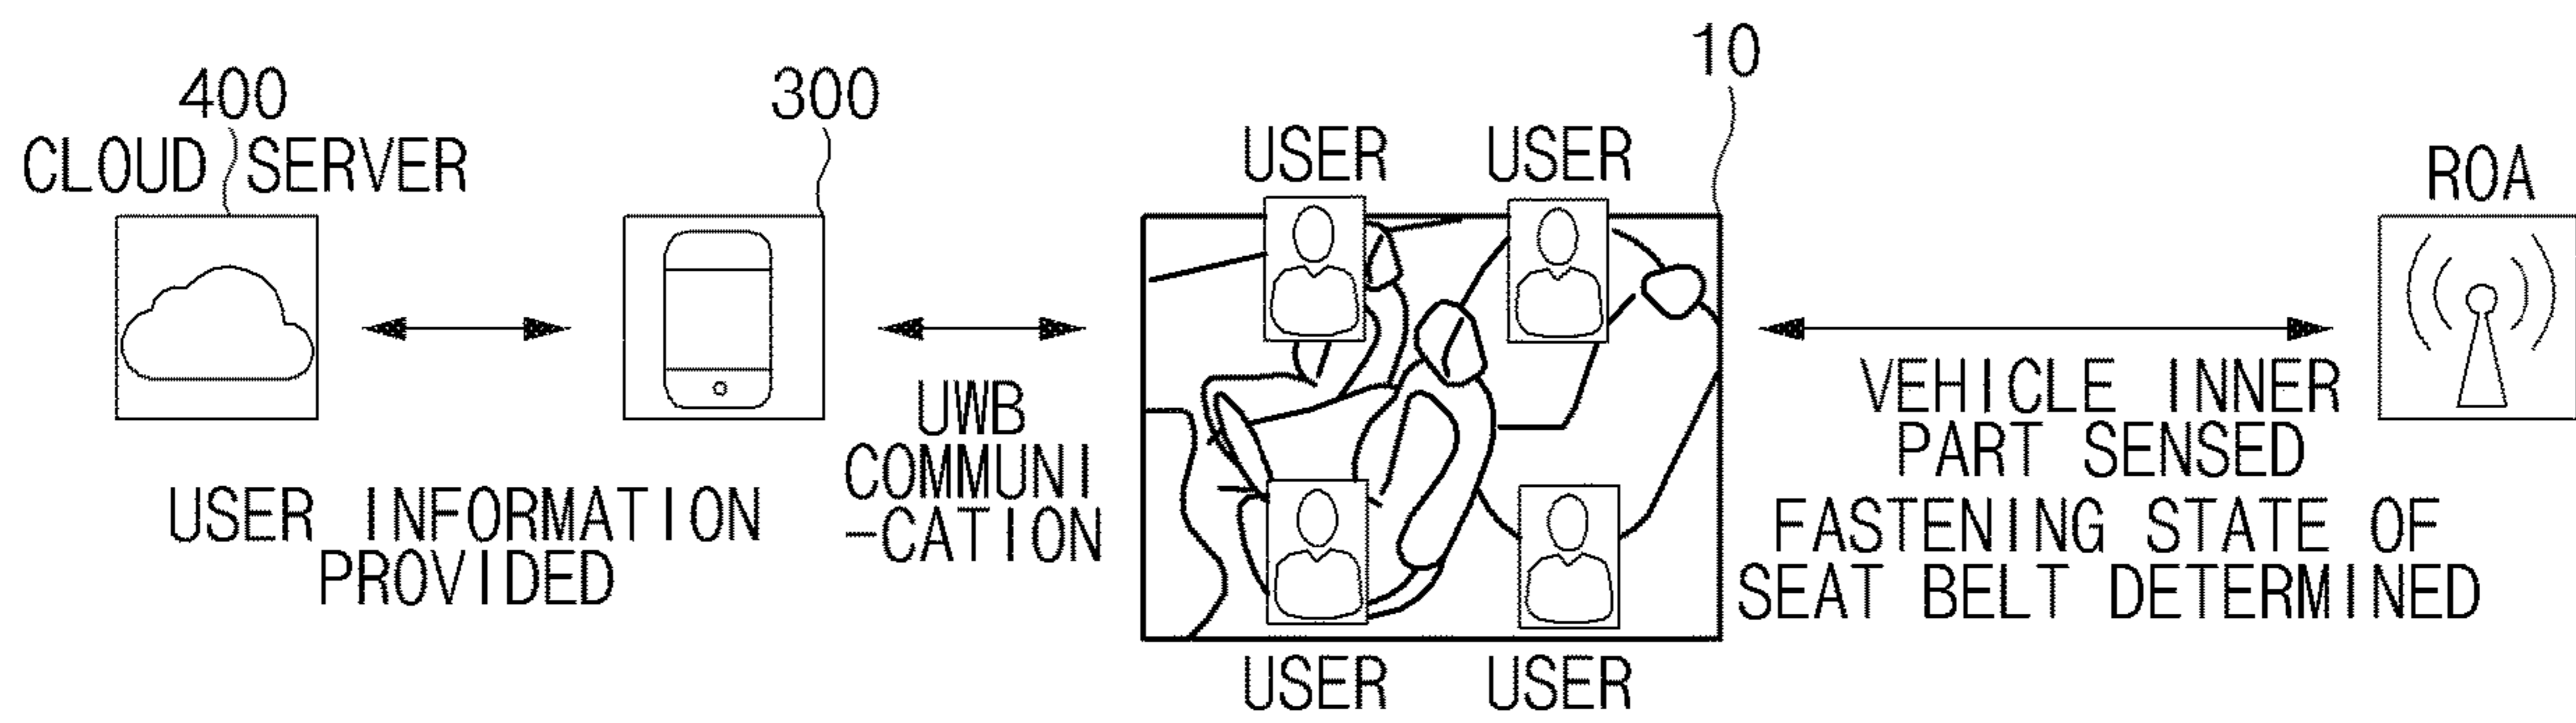 400
CLOUD SERVER
USER INFORMATION
PROVIDED
300
UWB
COMMUNI
-CATION
10
USER USER
USER USER
VEHICLE INNER
PART SENSED
FASTENING STATE OF
SEAT BELT DETERMINED
ROA